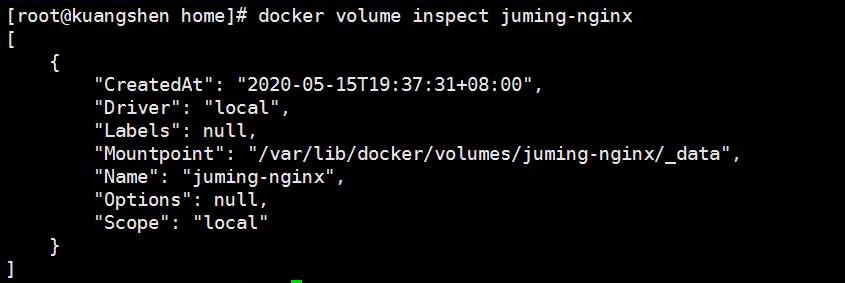 [root@kuangshen home]# docker volume inspect juming-nginx
[
    {
        "CreatedAt": "2020-05-15T19:37:31+08:00",
        "Driver": "local",
        "Labels": null,
        "Mountpoint": "/var/lib/docker/volumes/juming-nginx/_data",
        "Name": "juming-nginx",
        "Options": null,
        "Scope": "local"
    }
]